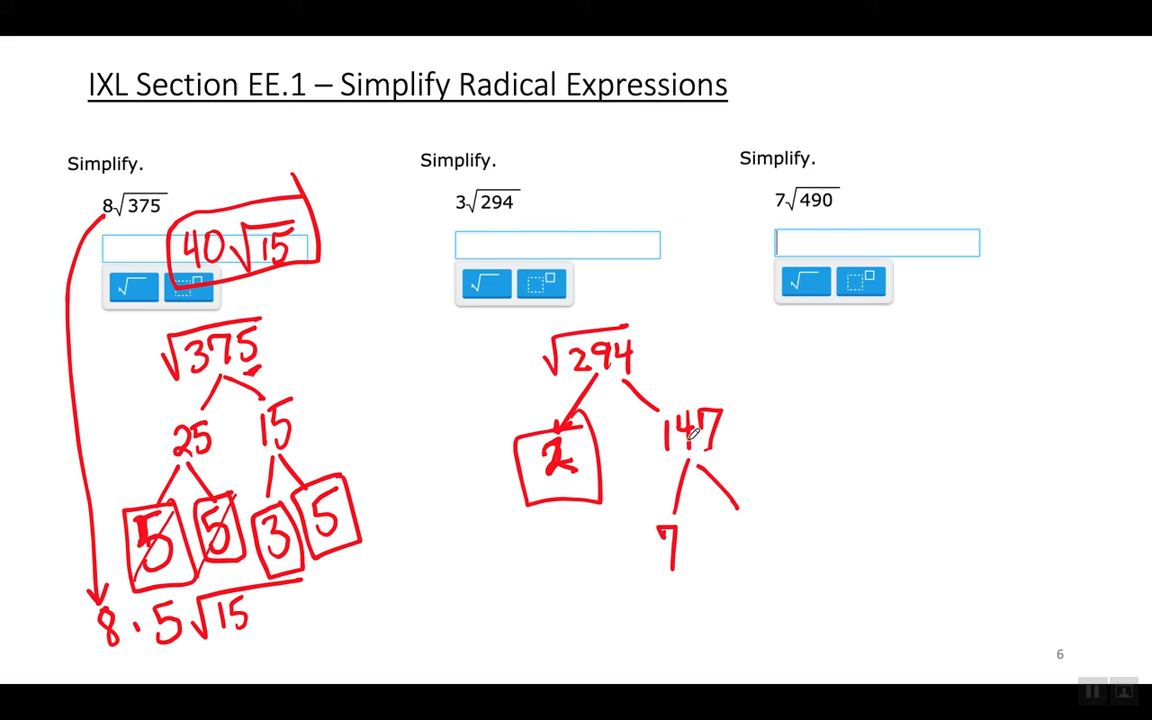 IXL Section EE.1 – Simplify Radical Expressions
Simplify.
8√375
40√15
√375
25 15
5 5 3 5
8 · 5√15
Simplify.
3√294
√294
2 147
7
Simplify.
7√490
6